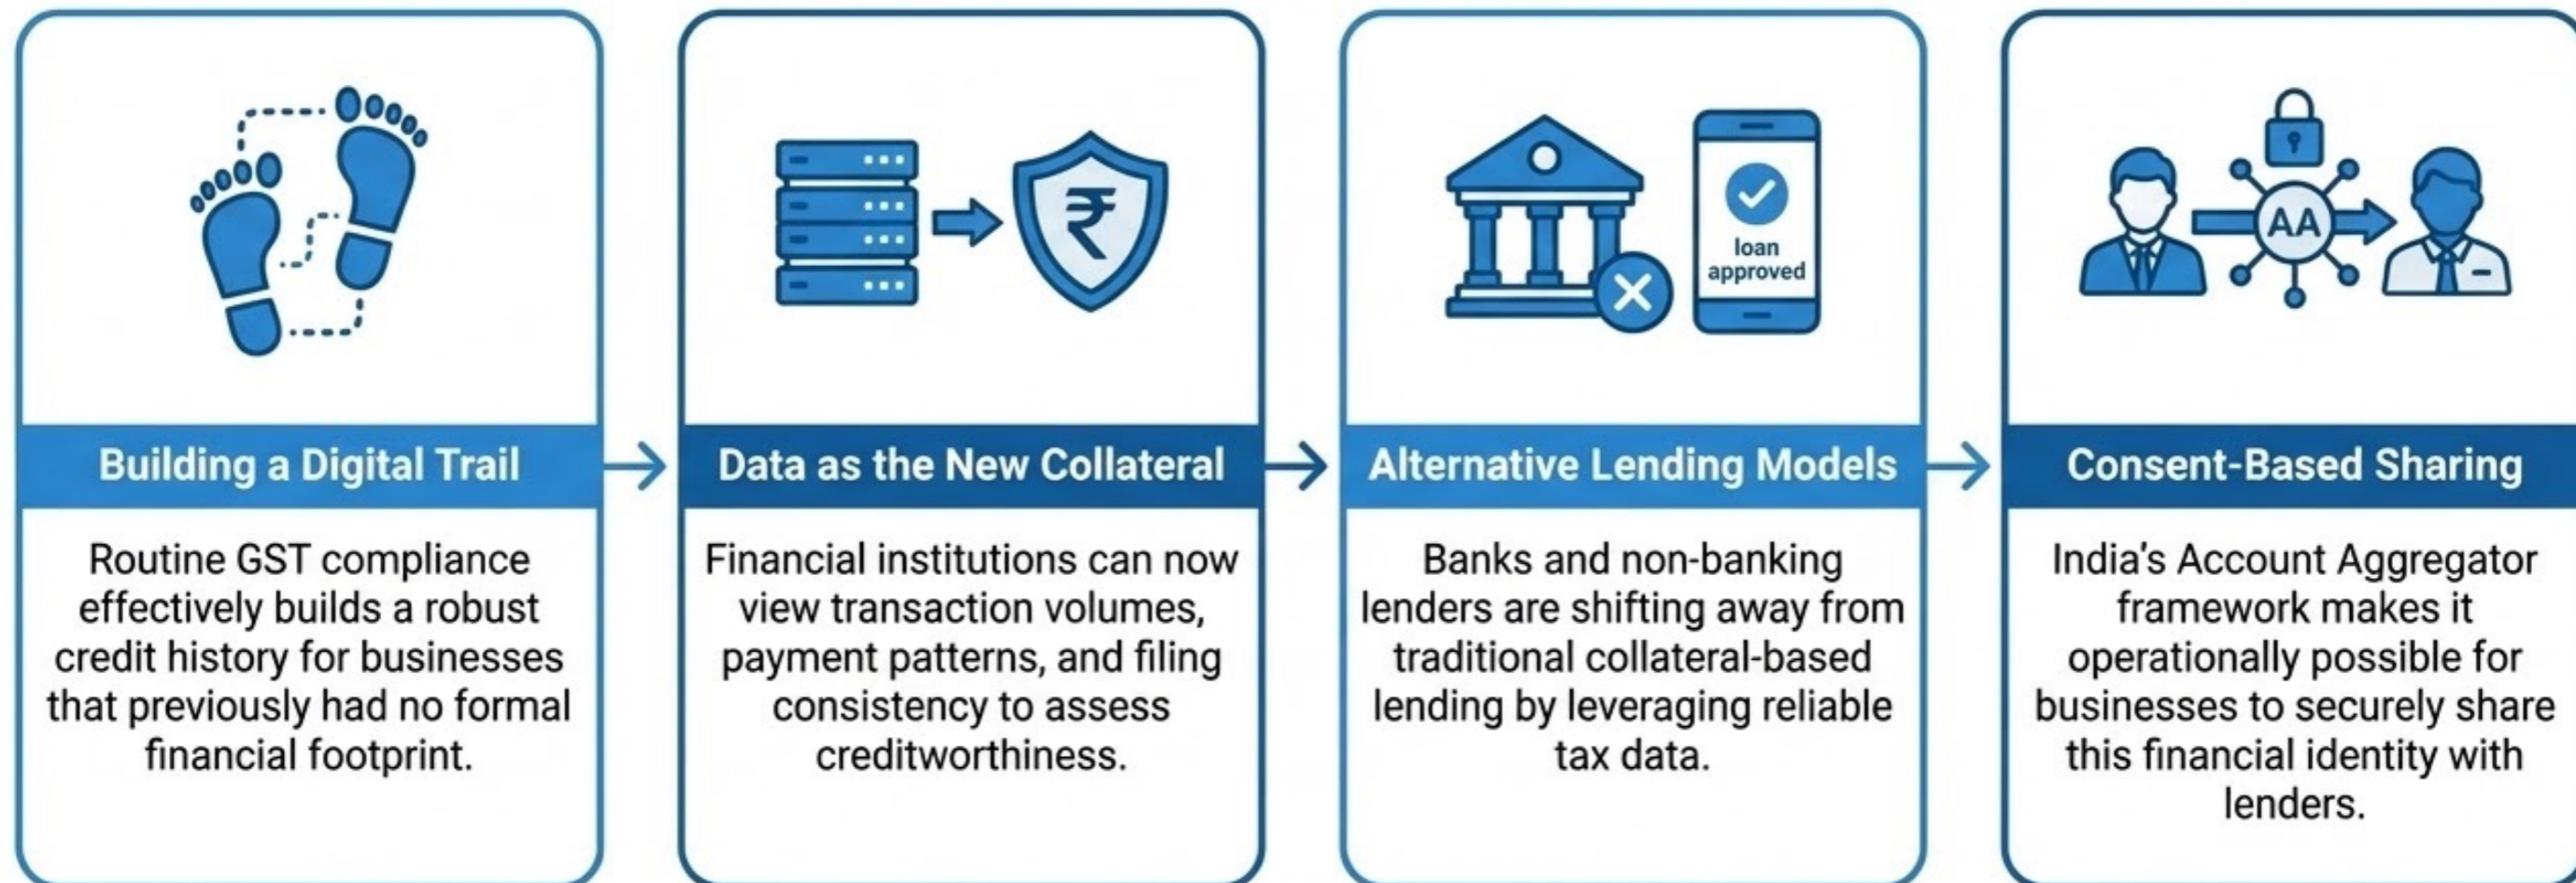 ₹
loan
approved
AA
Building a Digital Trail
Routine GST compliance
effectively builds a robust
credit history for businesses
that previously had no formal
financial footprint.
Data as the New Collateral
Financial institutions can now
view transaction volumes,
payment patterns, and filing
consistency to assess
creditworthiness.
Alternative Lending Models
Banks and non-banking
lenders are shifting away from
traditional collateral-based
lending by leveraging reliable
tax data.
Consent-Based Sharing
India's Account Aggregator
framework makes it
operationally possible for
businesses to securely share
this financial identity with
lenders.